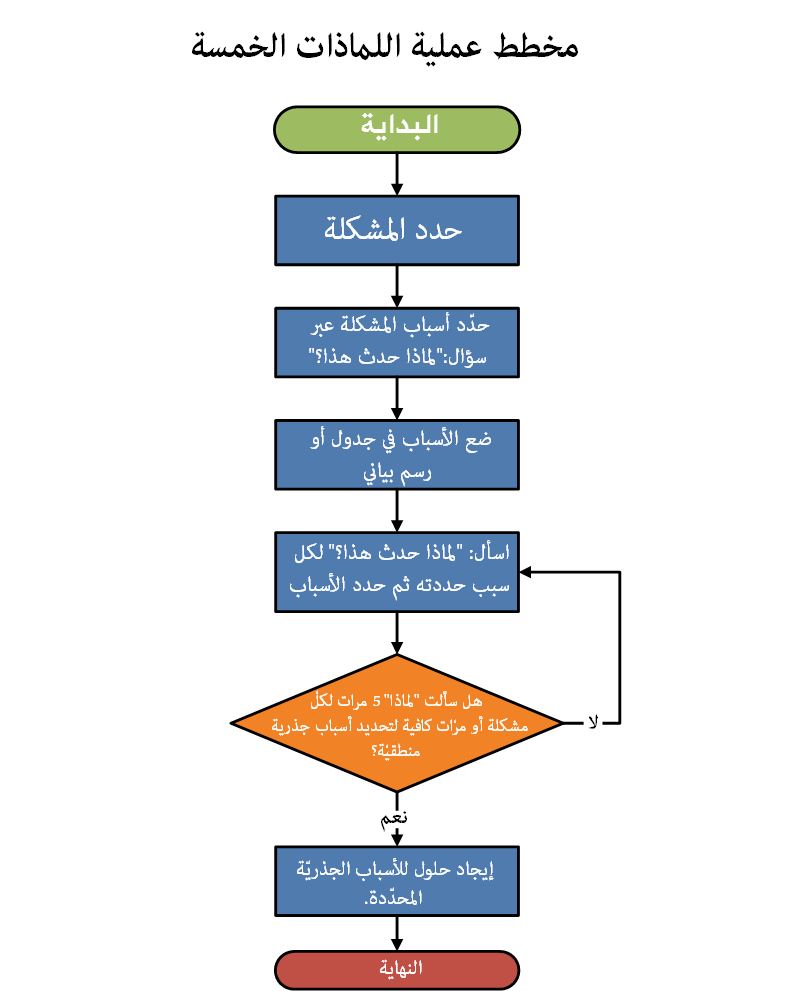 مخطط عملية اللماذات الخمسة
البداية
حدد المشكلة
حدّد أسباب المشكلة عبر
سؤال:"لماذا حدث هذا؟"
ضع الأسباب في جدول أو
رسم بياني
اسأل: "لماذا حدث هذا؟" لكل
سبب حددته ثم حدد الأسباب
هل سألت "لماذا" 5 مرات لكلّ
مشكلة أو مرّات كافية لتحديد أسباب جذرية
منطقيّة؟
لا
نعم
إيجاد حلول للأسباب الجذريّة
المحدّدة.
النهاية